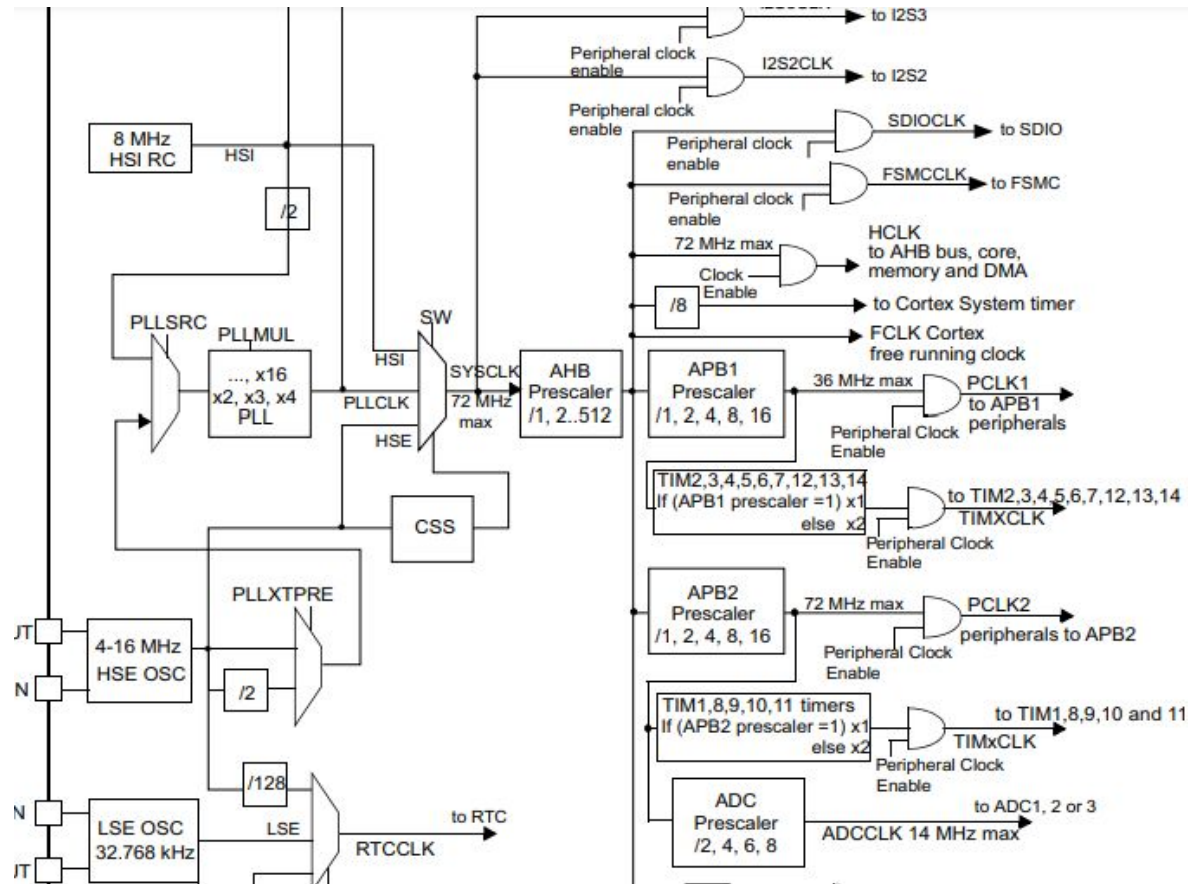 to I2S3
Peripheral clock
enable
I2S2CLK
to I2S2
Peripheral clock
enable
SDIOCLK
to SDIO
Peripheral clock
enable
8 MHz
HSI RC
HSI
FSMCCLK
to FSMC
Peripheral clock
enable
/2
HCLK
72 MHz max
to AHB bus, core,
memory and DMA
Clock
Enable
/8
to Cortex System timer
FCLK Cortex
free running clock
PLLSRC
PLLMUL
SW
HSI
..., x16
x2, x3, x4
PLL
PLLCLK
HSE
SYSCLK
72 MHz
max
AHB
Prescaler
/1, 2..512
APB1
Prescaler
/1, 2, 4, 8, 16
36 MHz max
PCLK1
to APB1
peripherals
Peripheral Clock
Enable
TIM2,3,4,5,6,7,12,13,14
If (APB1 prescaler =1) x1
else x2
to TIM2,3,4,5,6,7,12,13,14
TIMXCLK
Peripheral Clock
Enable
CSS
PLLXTPRE
APB2
Prescaler
/1, 2, 4, 8, 16
72 MHz max
PCLK2
peripherals to APB2
Peripheral Clock
Enable
UT
4-16 MHz
HSE OSC
N
/2
TIM1,8,9,10,11 timers
If (APB2 prescaler =1) x1
else x2
to TIM1,8,9,10 and 11
TIMxCLK
Peripheral Clock
Enable
/128
N
LSE OSC
32.768 kHz
UT
LSE
to RTC
RTCCLK
ADC
Prescaler
/2, 4, 6, 8
to ADC1, 2 or 3
ADCCLK 14 MHz max